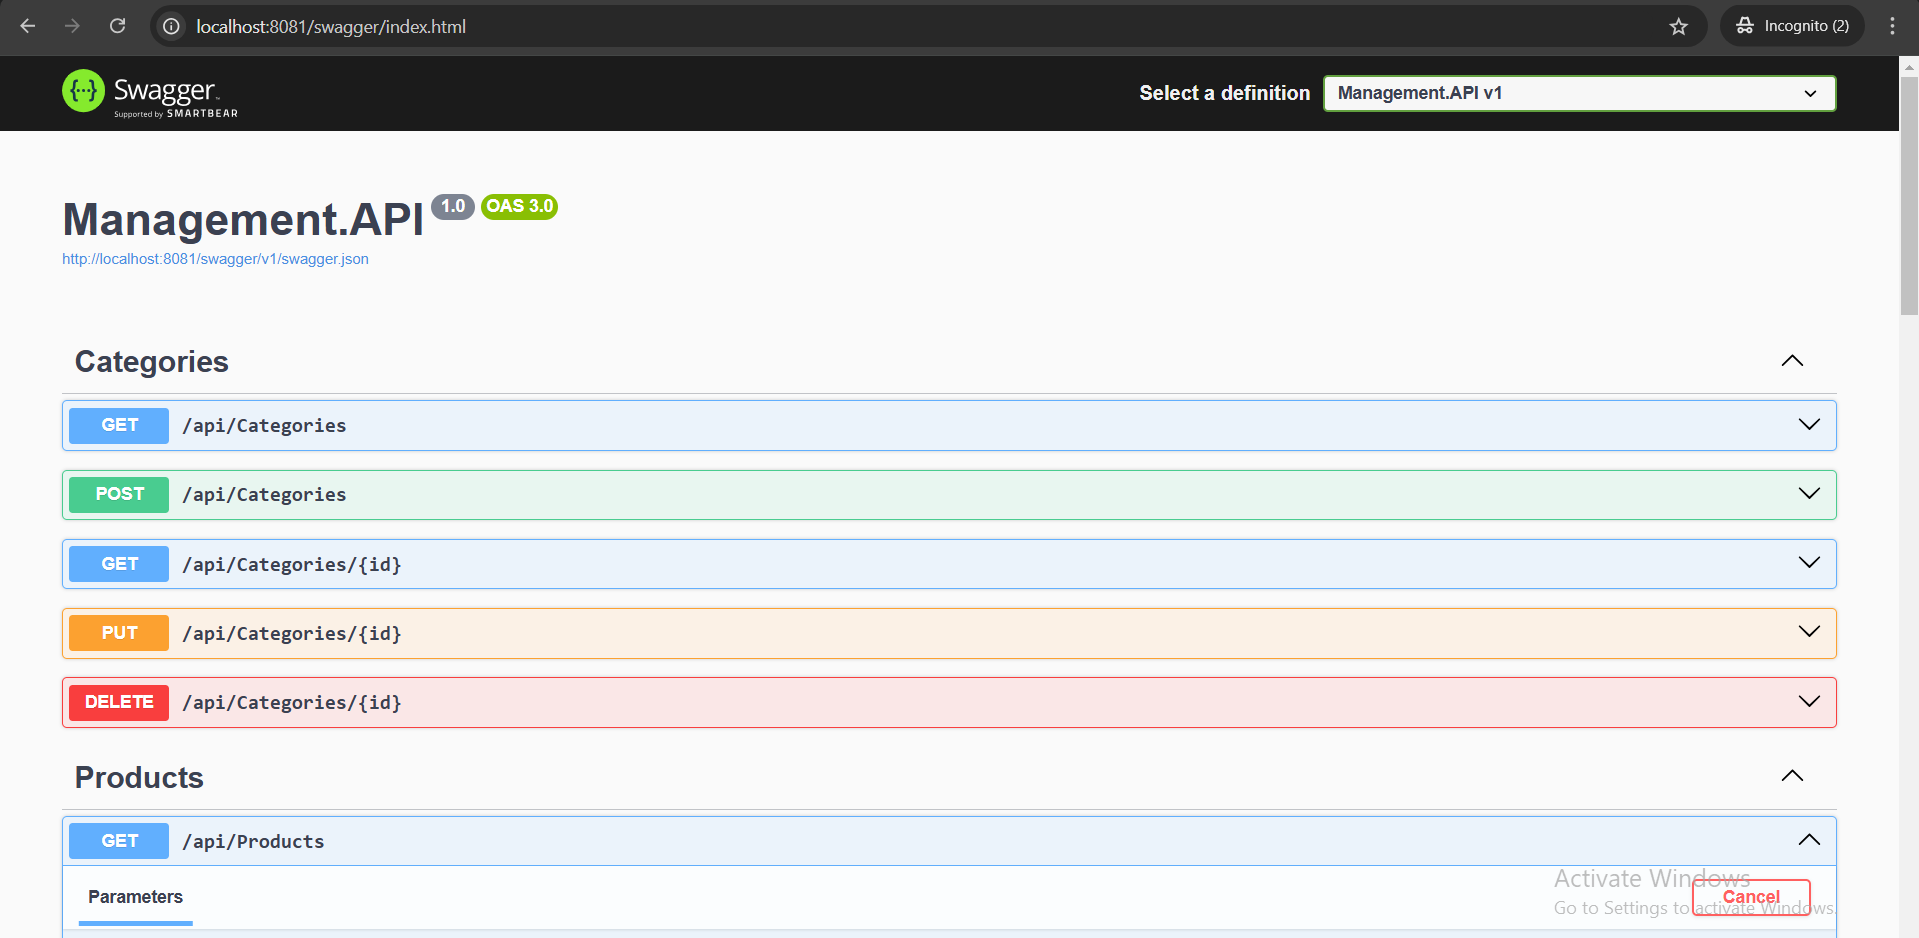 localhost:8081/swagger/index.html
Incognito (2)
{···} Swagger™
Supported by SMARTBEAR
Select a definition
Management.API v1
Management.API 1.0 OAS 3.0
http://localhost:8081/swagger/v1/swagger.json
Categories
GET /api/Categories
POST /api/Categories
GET /api/Categories/{id}
PUT /api/Categories/{id}
DELETE /api/Categories/{id}
Products
GET /api/Products
Parameters
Cancel
Activate Windows
Go to Settings to activate Windows.